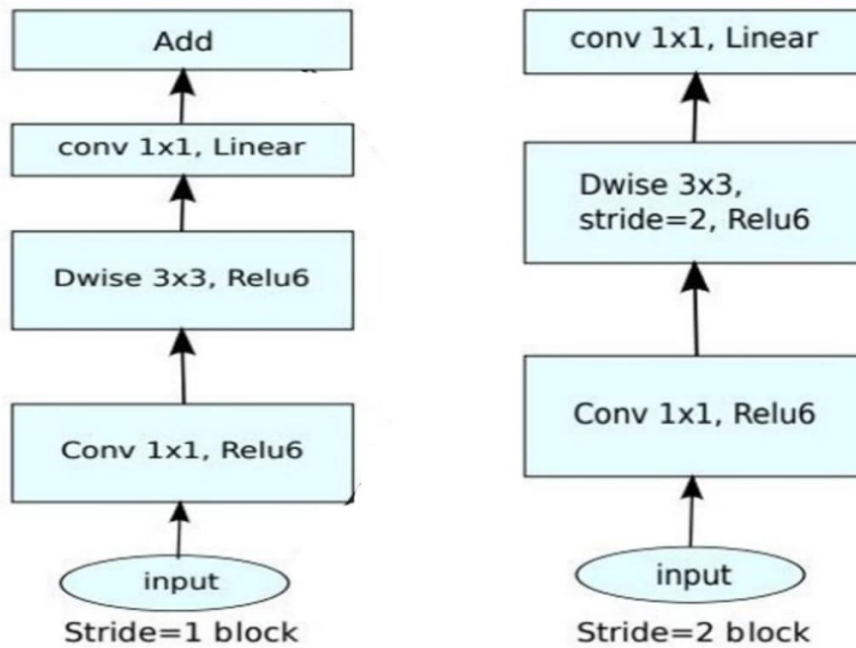 Add
conv 1x1, Linear
Dwise 3x3, Relu6
Conv 1x1, Relu6
input
Stride=1 block
conv 1x1, Linear
Dwise 3x3,
stride=2, Relu6
Conv 1x1, Relu6
input
Stride=2 block